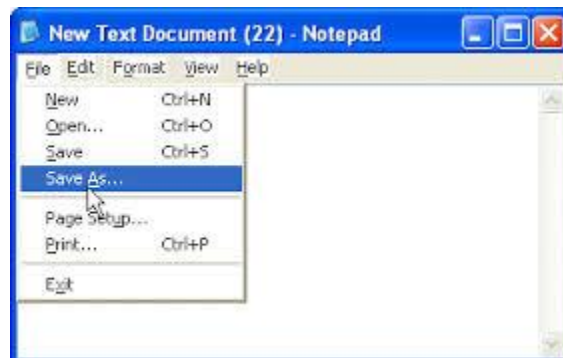 New Text Document (22) - Notepad
File Edit Format View Help
New Ctrl+N
Open... Ctrl+O
Save Ctrl+S
Save As...
Page Setup...
Print... Ctrl+P
Exit